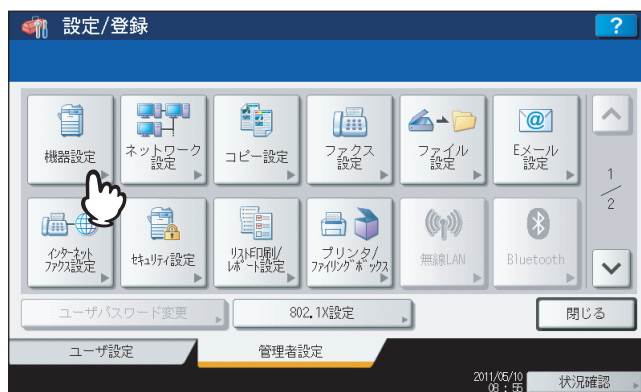 設定/登録
?
機器設定
ネットワーク
設定
コピー設定
ファクス
設定
ファイル
設定
@
Eメール
設定
1
2
インターネット
ファクス設定
セキュリティ設定
リスト印刷/
レポート設定
プリンタ/
ファイリングボックス
無線LAN
Bluetooth
ユーザパスワード変更
802.1X設定
閉じる
ユーザ設定
管理者設定
2011/05/10
08:55
状況確認